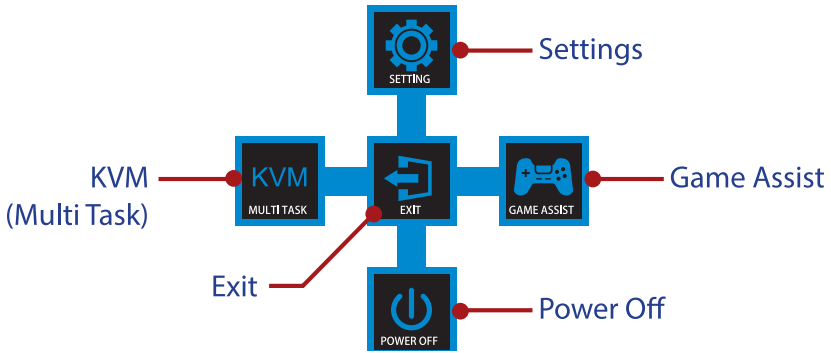 SETTING
Settings
KVM
(Multi Task)
KVM
MULTI TASK
EXIT
GAME ASSIST
Game Assist
Exit
POWER OFF
Power Off